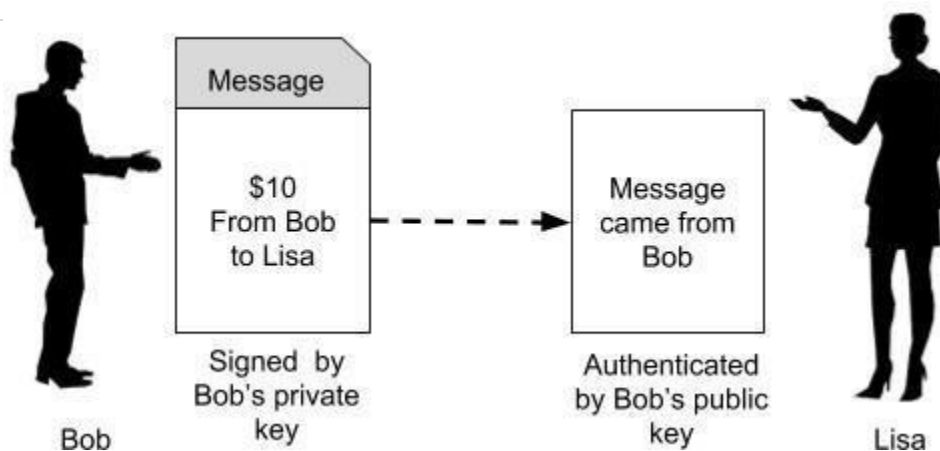 Message
$10
From Bob
to Lisa
Signed by
Bob's private
key
Bob
Message
came from
Bob
Authenticated
by Bob's public
key
Lisa